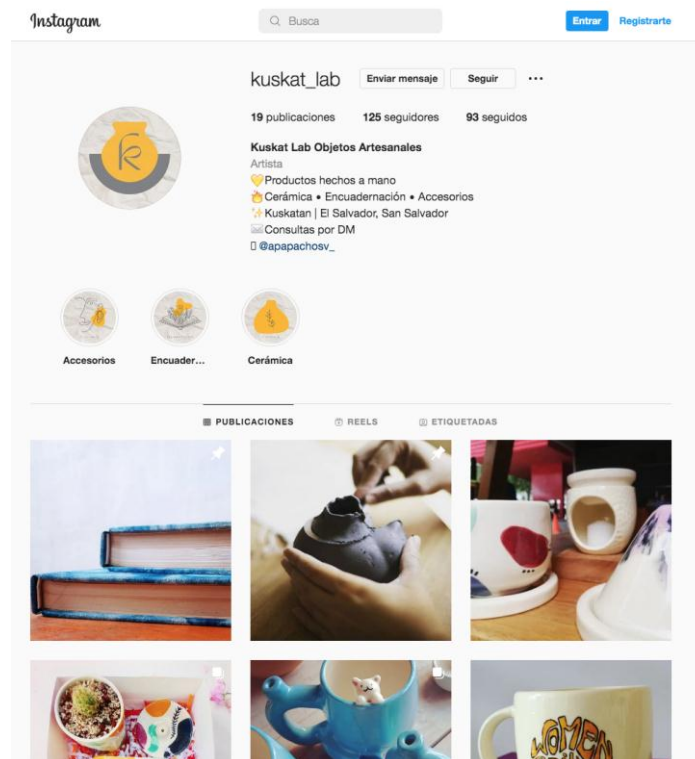 Instagram
Busca
Entrar
Registrarte
kuskat_lab
Enviar mensaje
Seguir
19 publicaciones
125 seguidores
93 seguidos
Kuskat Lab Objetos Artesanales
Artista
💛Productos hechos a mano
Cerámica • Encuadernación • Accesorios
✨Kuskatan | El Salvador, San Salvador
Consultas por DM
@apapachosv_
Accesorios
Encuader...
Cerámica
PUBLICACIONES
REELS
ETIQUETADAS
WOMEN